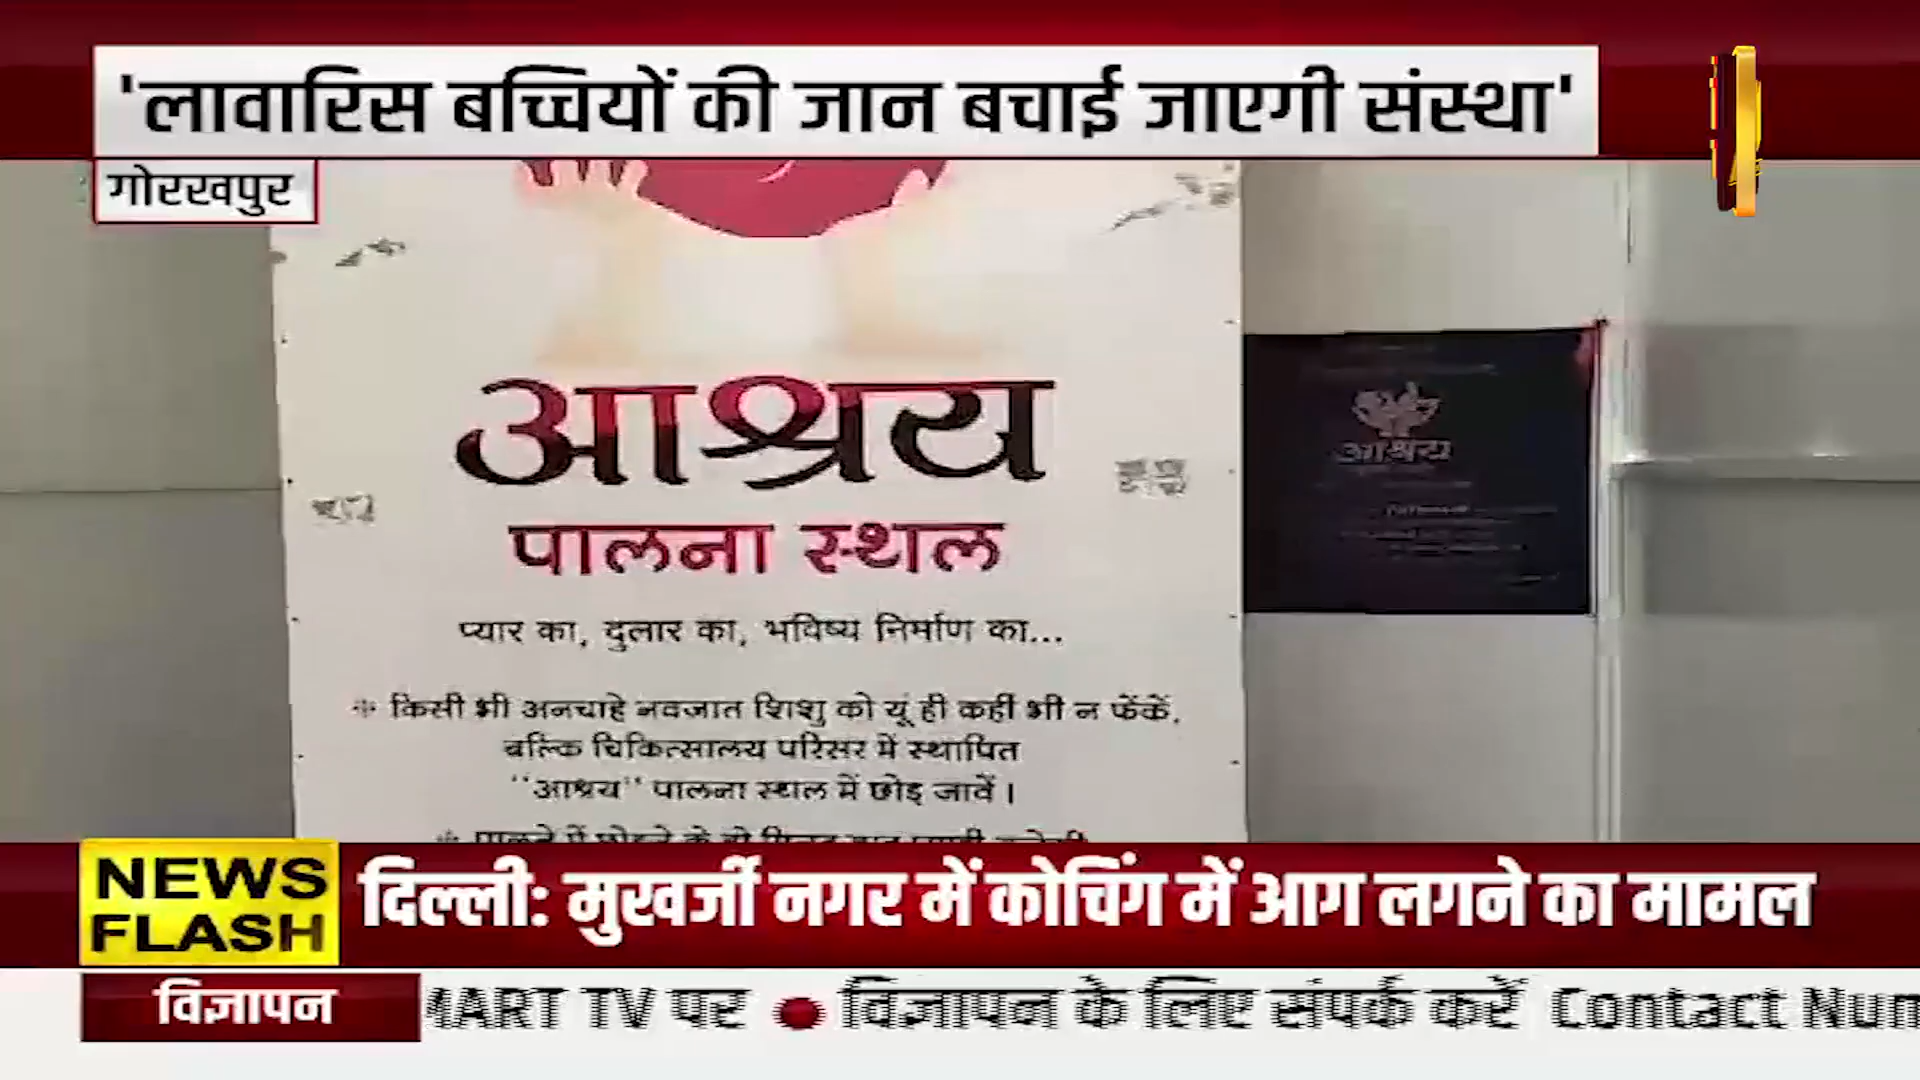 'लावारिस बच्चियों की जान बचाई जाएगी संस्था'
गोरखपुर
आश्रय
पालना स्थल
प्यार का, दुलार का, भविष्य निर्माण का...
किसी भी अनचाहे नवजात शिशु को यूं ही कहीं भी न फेंकें,
बल्कि चिकित्सालय परिसर में स्थापित
"आश्रय" पालना स्थल में छोड़ जावें।
आश्रय
NEWS
FLASH
दिल्ली: मुखर्जी नगर में कोचिंग में आग लगने का मामल
विज्ञापन
MART TV पर ● विज्ञापन के लिए संपर्क करें Contact Num